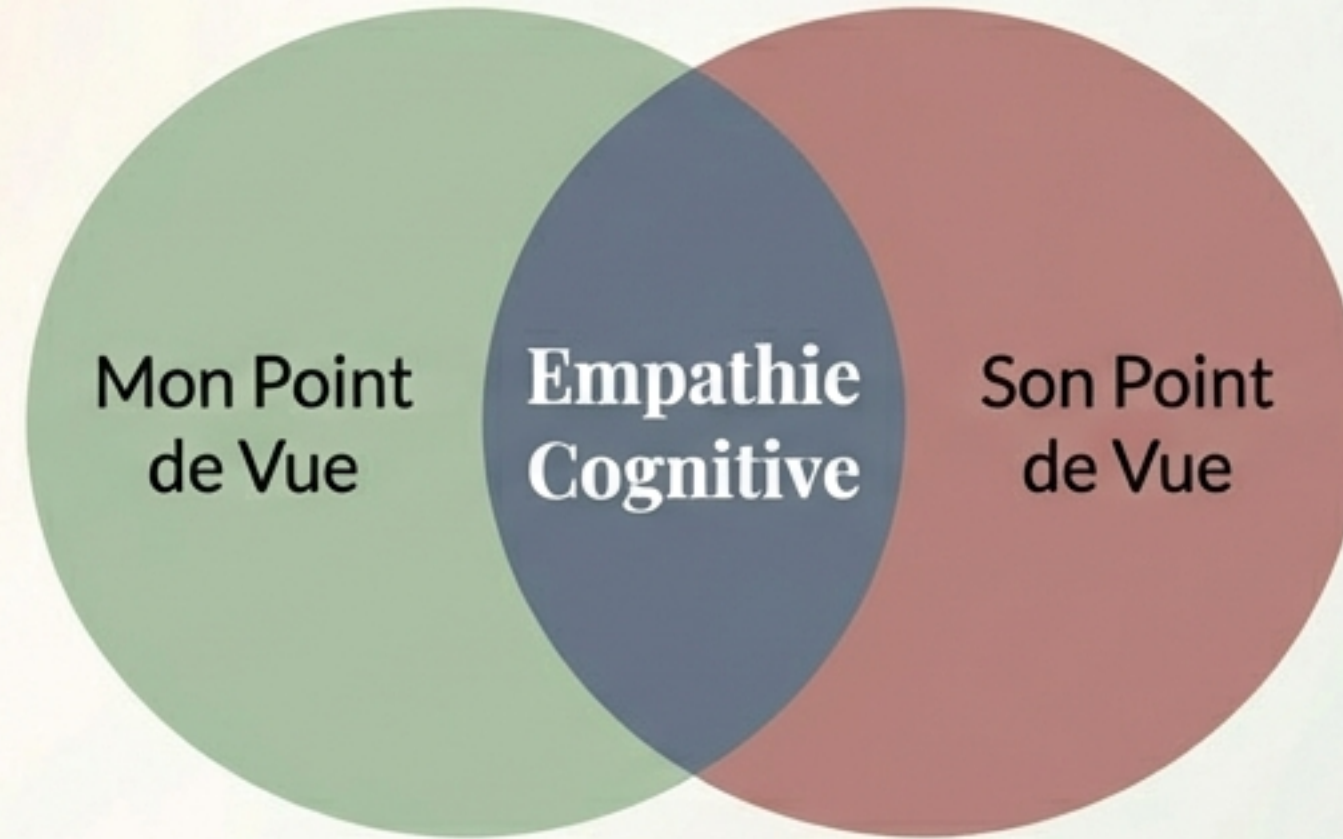 Mon Point
de Vue
Empathie
Cognitive
Son Point
de Vue